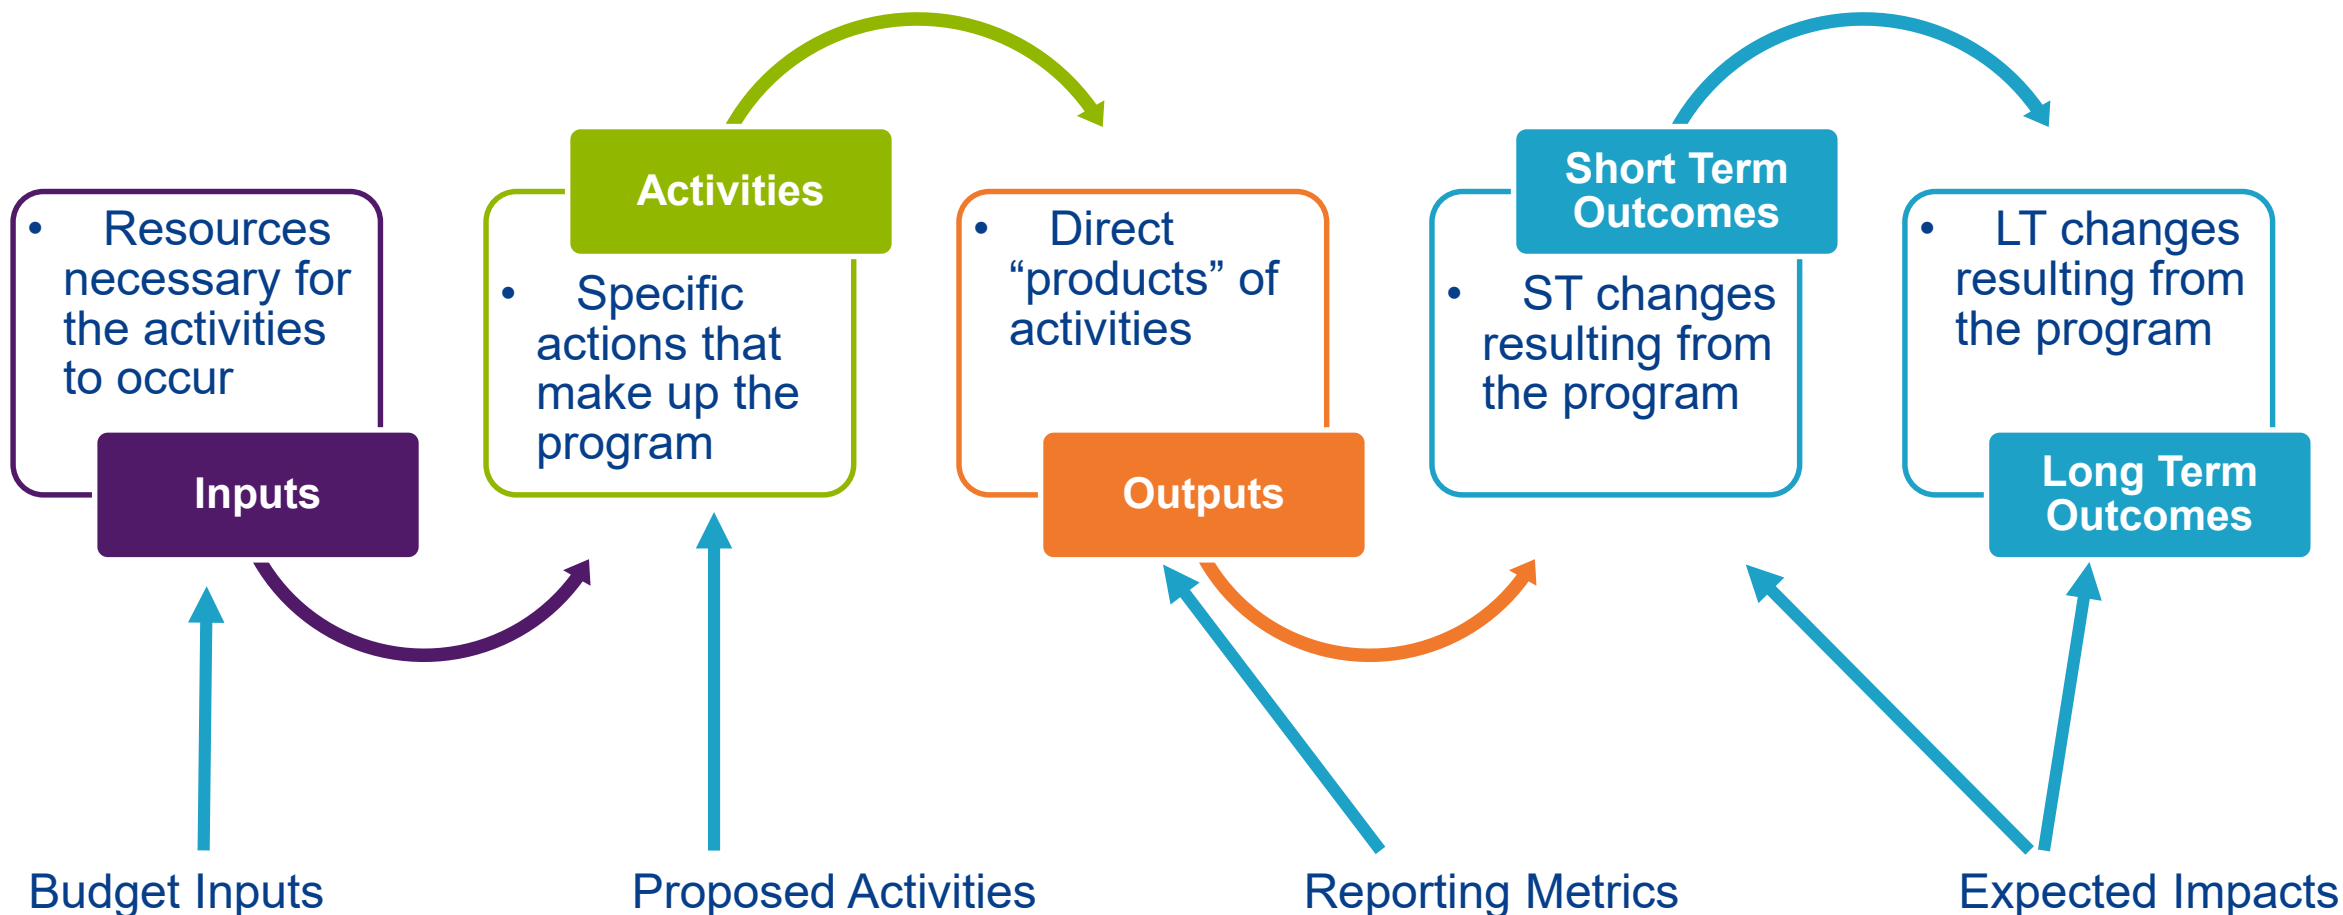 • Resources
necessary for
the activities
to occur
Inputs
Activities
• Specific
actions that
make up the
program
• Direct
“products” of
activities
Outputs
Short Term
Outcomes
• ST changes
resulting from
the program
• LT changes
resulting from
the program
Long Term
Outcomes
Budget Inputs
Proposed Activities
Reporting Metrics
Expected Impacts